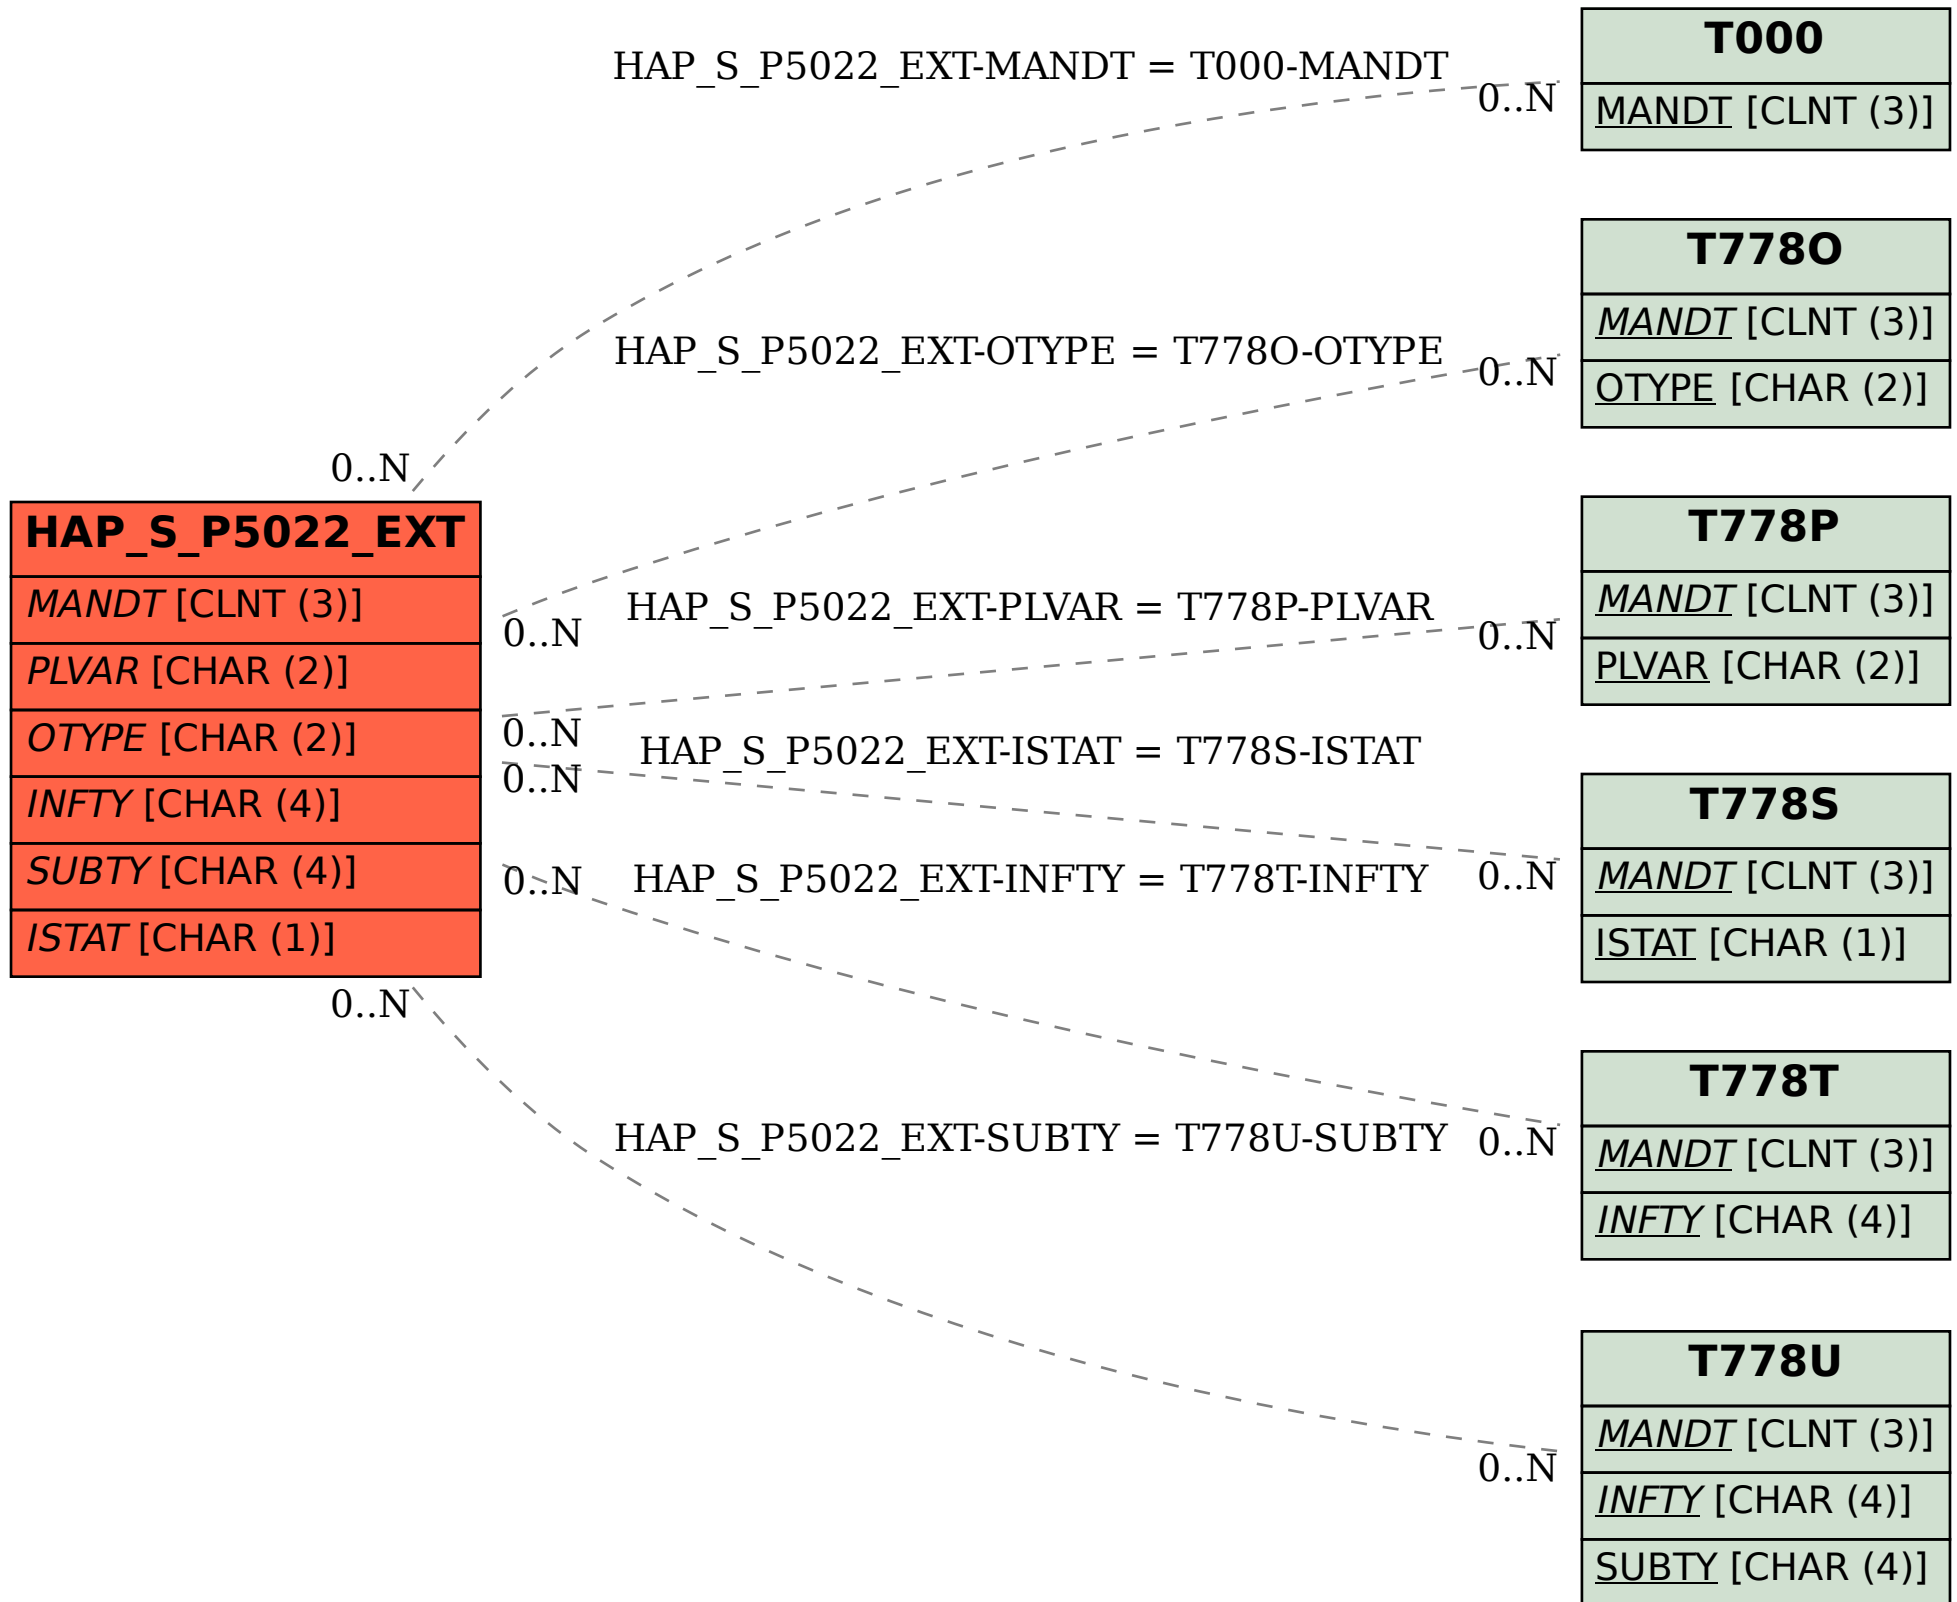 HAP_S_P5022_EXT
MANDT [CLNT (3)]
PLVAR [CHAR (2)]
OTYPE [CHAR (2)]
INFTY [CHAR (4)]
SUBTY [CHAR (4)]
ISTAT [CHAR (1)]
0..N
0..N
0..N
0..N
0..N
0..N
HAP_S_P5022_EXT-MANDT = T000-MANDT
HAP_S_P5022_EXT-OTYPE = T778O-OTYPE
HAP_S_P5022_EXT-PLVAR = T778P-PLVAR
HAP_S_P5022_EXT-ISTAT = T778S-ISTAT
HAP_S_P5022_EXT-INFTY = T778T-INFTY
HAP_S_P5022_EXT-SUBTY = T778U-SUBTY
0..N
0..N
0..N
0..N
0..N
0..N
T000
MANDT [CLNT (3)]
T778O
MANDT [CLNT (3)]
OTYPE [CHAR (2)]
T778P
MANDT [CLNT (3)]
PLVAR [CHAR (2)]
T778S
MANDT [CLNT (3)]
ISTAT [CHAR (1)]
T778T
MANDT [CLNT (3)]
INFTY [CHAR (4)]
T778U
MANDT [CLNT (3)]
INFTY [CHAR (4)]
SUBTY [CHAR (4)]